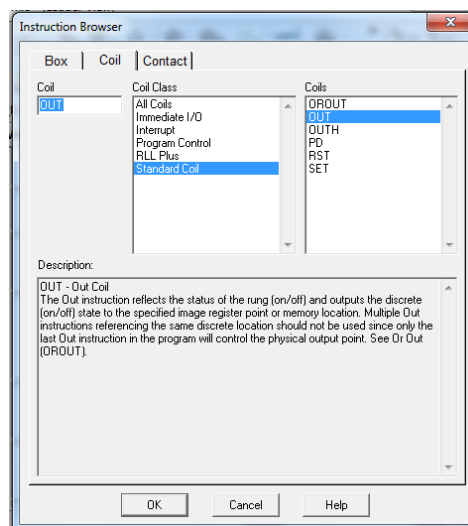 Instruction Browser
X
Box
Coil
Contact
Coil
Coil Class
Coils
OUT
All Coils
Immediate I/O
Interrupt
Program Control
RLL Plus
Standard Coil
OROUT
OUT
OUTH
PD
RST
SET
Description:
OUT - Out Coil
The Out instruction reflects the status of the rung (on/off) and outputs the discrete
(on/off) state to the specified image register point or memory location. Multiple Out
instructions referencing the same discrete location should not be used since only the
last Out instruction in the program will control the physical output point. See Or Out
(OROUT).
OK
Cancel
Help